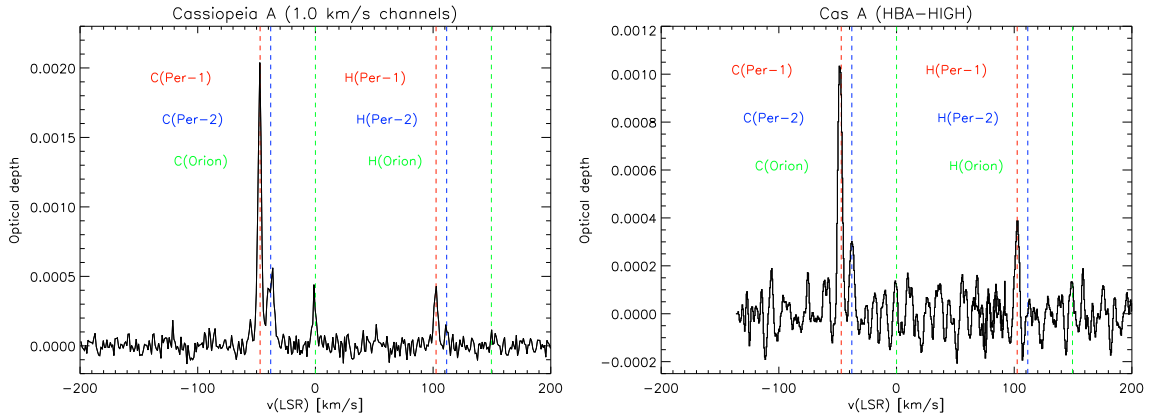 Cassiopeia A (1.0 km/s channels)
Optical depth
0.0020
0.0015
0.0010
0.0005
0.0000
C(Per−1)
H(Per−1)
C(Per−2)
H(Per−2)
C(Orion)
H(Orion)
−200
−100
0
100
200
v(LSR) [km/s]
Cas A (HBA−HIGH)
Optical depth
0.0012
0.0010
0.0008
0.0006
0.0004
0.0002
0.0000
−0.0002
C(Per−1)
H(Per−1)
C(Per−2)
H(Per−2)
C(Orion)
H(Orion)
−200
−100
0
100
200
v(LSR) [km/s]